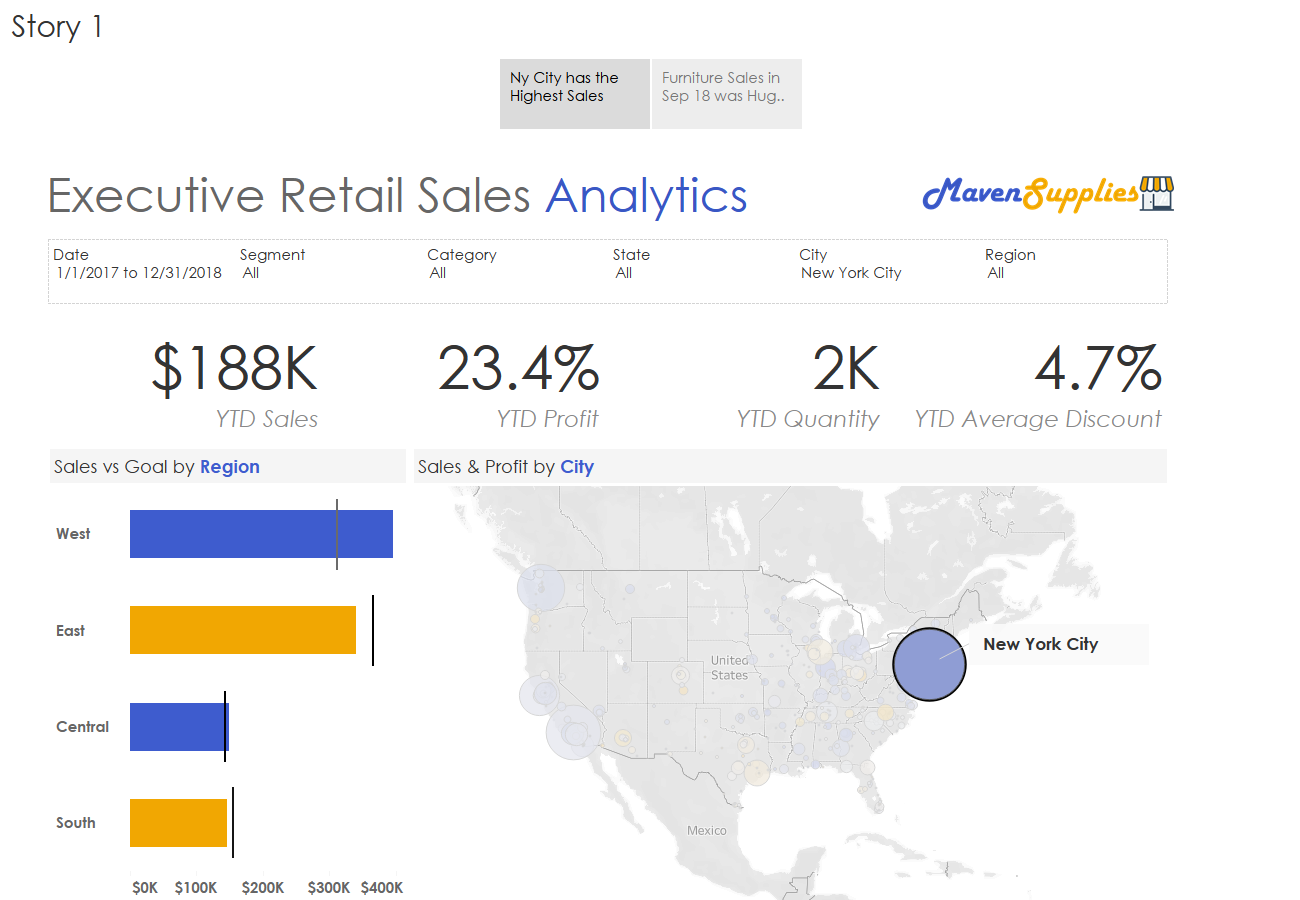 Story 1
Ny City has the
Highest Sales
Furniture Sales in
Sep 18 was Hug..
Executive Retail Sales Analytics
MavenSupplies
Date
1/1/2017 to 12/31/2018
Segment
All
Category
All
State
All
City
New York City
Region
All
$188K
YTD Sales
23.4%
YTD Profit
2K
YTD Quantity
4.7%
YTD Average Discount
Sales vs Goal by Region
West
East
Central
South
$0K $100K $200K $300K $400K
Sales & Profit by City
United
States
New York City
Mexico